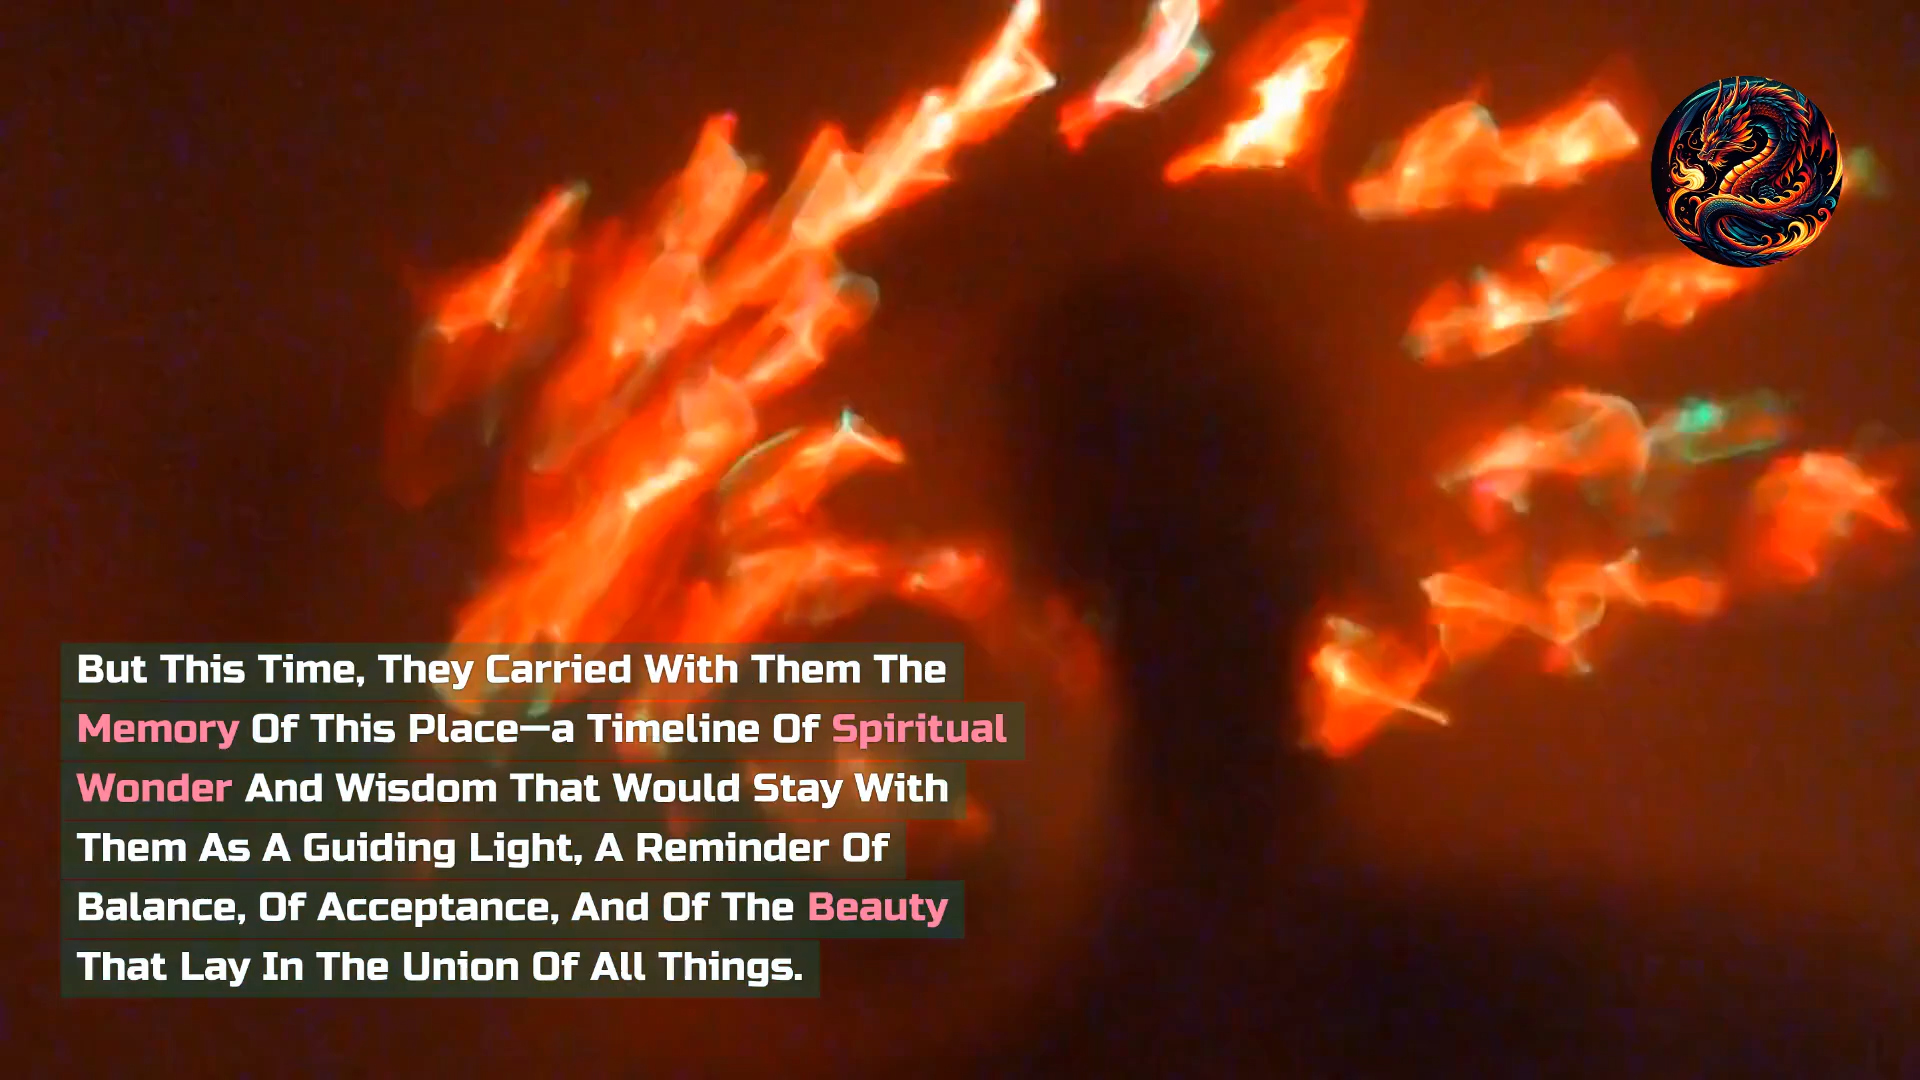 But This Time, They Carried With Them The
Memory Of This Place—a Timeline Of Spiritual
Wonder And Wisdom That Would Stay With
Them As A Guiding Light, A Reminder Of
Balance, Of Acceptance, And Of The Beauty
That Lay In The Union Of All Things.